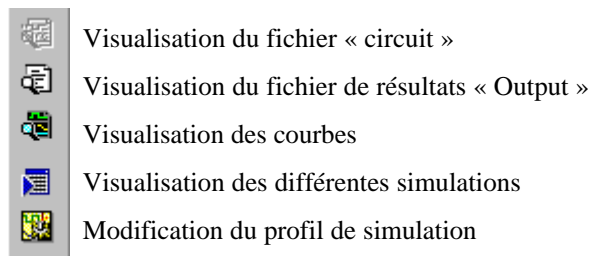 Visualisation du fichier « circuit »
Visualisation du fichier de résultats « Output »
Visualisation des courbes
Visualisation des différentes simulations
Modification du profil de simulation